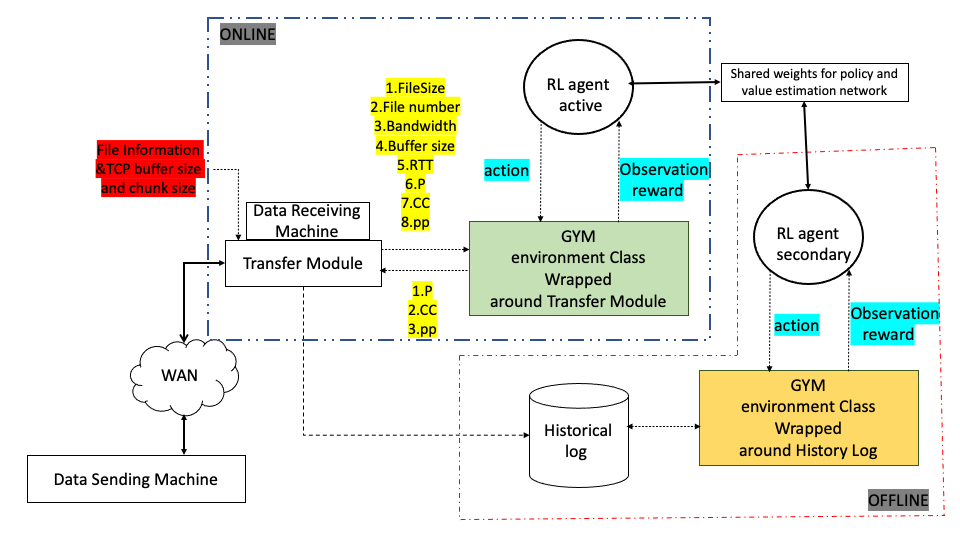 ONLINE
1.FileSize
2.File number
3.Bandwidth
4.Buffer size
5.RTT
6.P
7.CC
8.pp
RL agent
active
Shared weights for policy and
value estimation network
File Information
&TCP buffer size
and chunk size
action
Observation
reward
Data Receiving
Machine
Transfer Module
GYM
environment Class
Wrapped
around Transfer Module
RL agent
secondary
1.P
2.CC
3.pp
action
Observation
reward
WAN
GYM
environment Class
Wrapped
around History Log
Historical
log
Data Sending Machine
OFFLINE